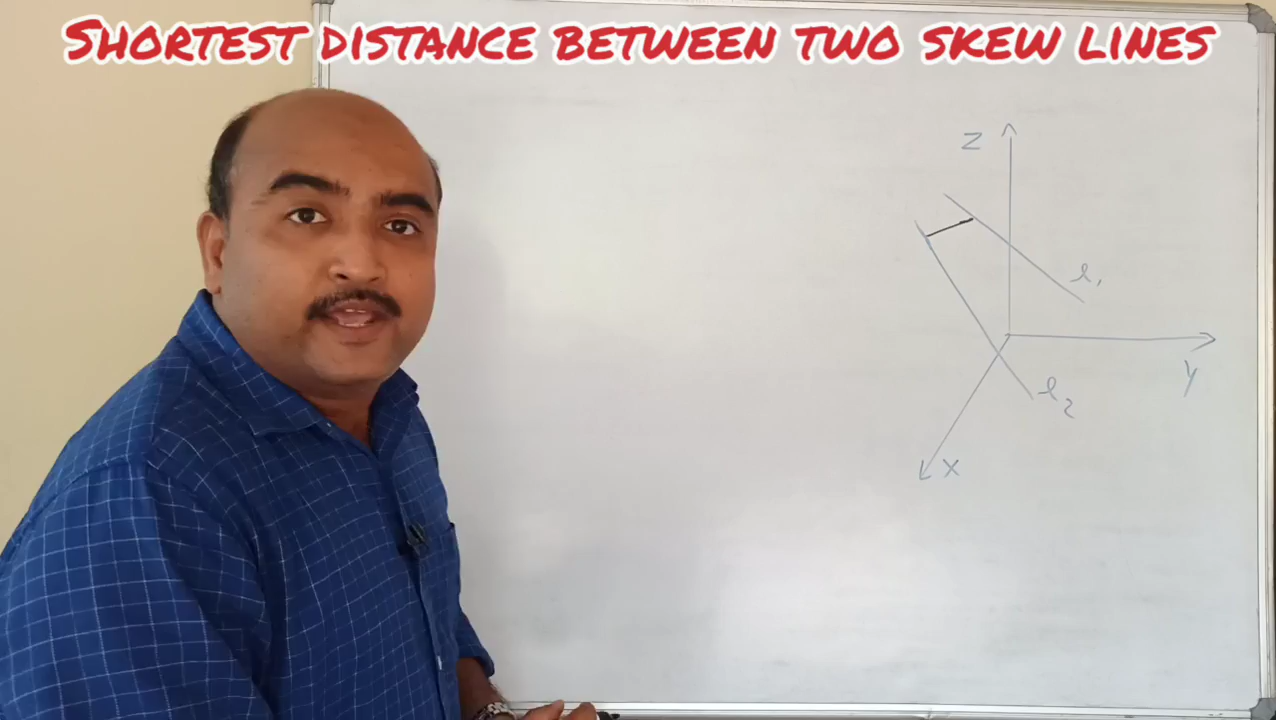 SHORTEST DISTANCE BETWEEN TWO SKEW LINES
Z
l₁
y
l₂
X